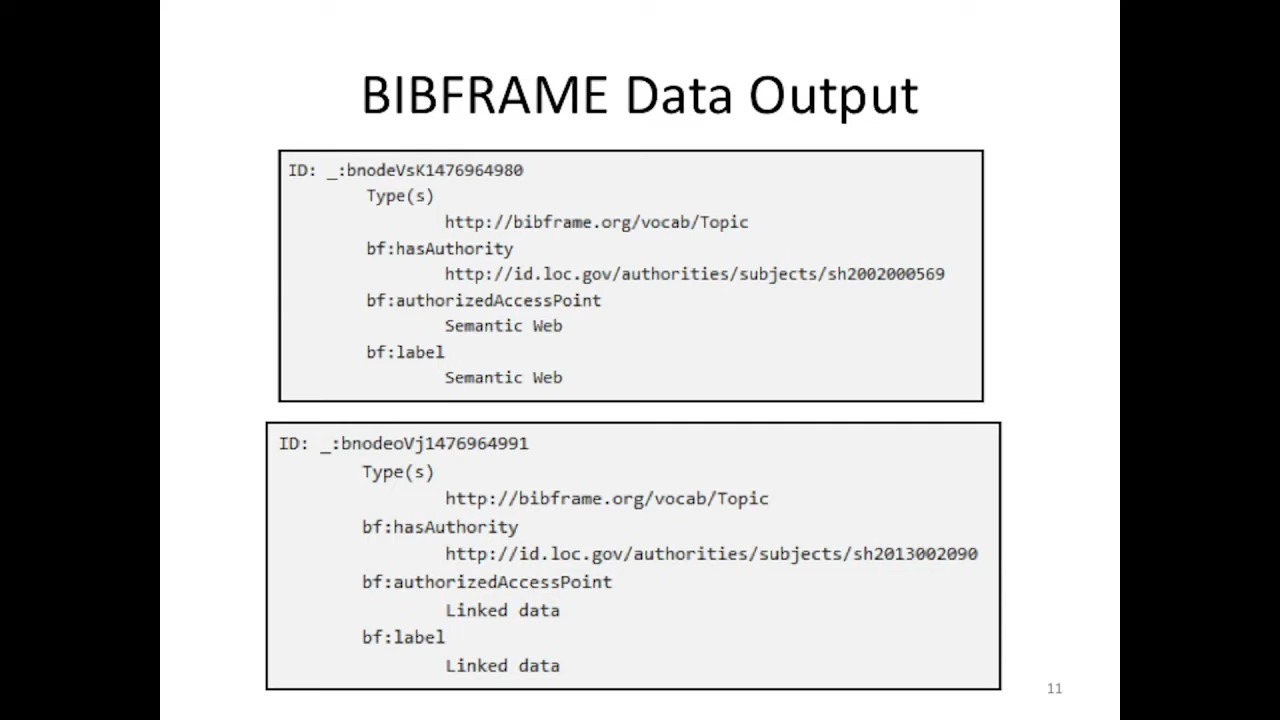 BIBFRAME Data Output
ID: _:bnodeVsK1476964980
Type(s)
http://bibframe.org/vocab/Topic
bf:hasAuthority
http://id.loc.gov/authorities/subjects/sh2002000569
bf:authorizedAccessPoint
Semantic Web
bf:label
Semantic Web
ID: _:bnodeoVj1476964991
Type(s)
http://bibframe.org/vocab/Topic
bf:hasAuthority
http://id.loc.gov/authorities/subjects/sh2013002090
bf:authorizedAccessPoint
Linked data
bf:label
Linked data
11